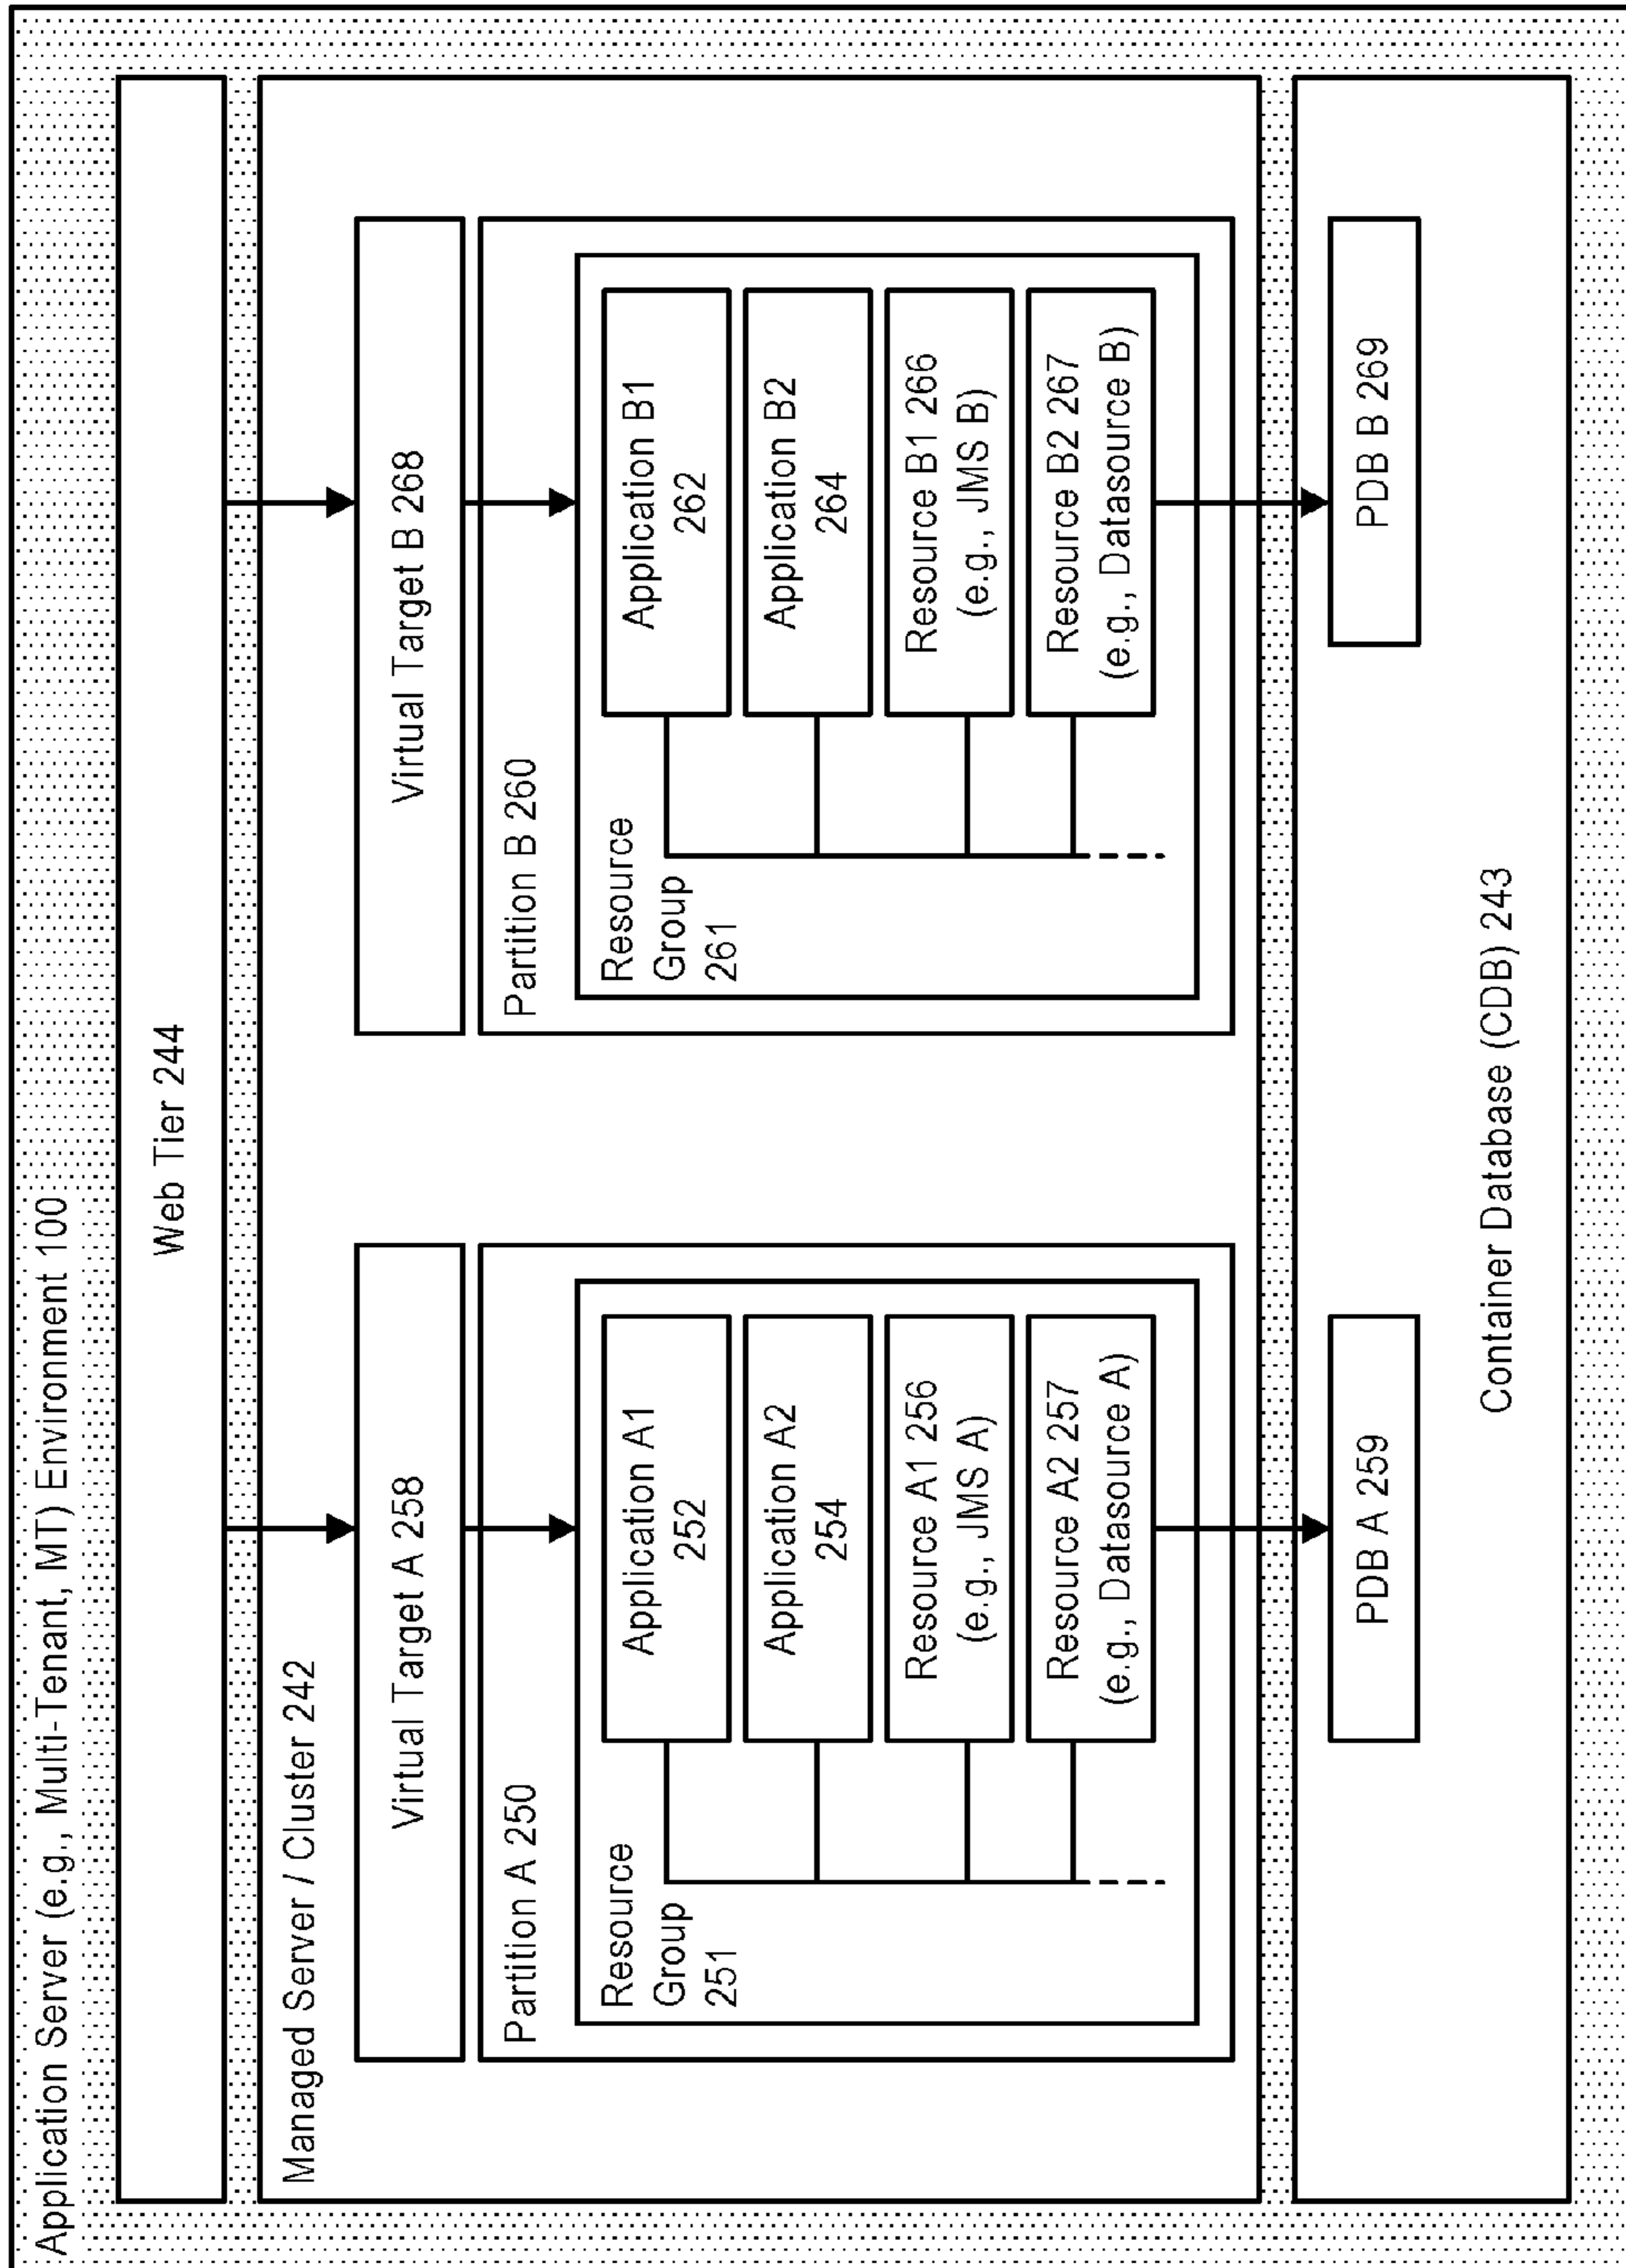 Application Server (e.g., Multi-Tenant, MT) Environment 100
Web Tier 244
Managed Server / Cluster 242
Virtual Target A 258
Partition A 250
Resource
Group
251
Application A1
252
Application A2
254
Resource A1 256
(e.g., JMS A)
Resource A2 257
(e.g., Datasource A)
Virtual Target B 268
Partition B 260
Resource
Group
261
Application B1
262
Application B2
264
Resource B1 266
(e.g., JMS B)
Resource B2 267
(e.g., Datasource B)
PDB A 259
PDB B 269
Container Database (CDB) 243